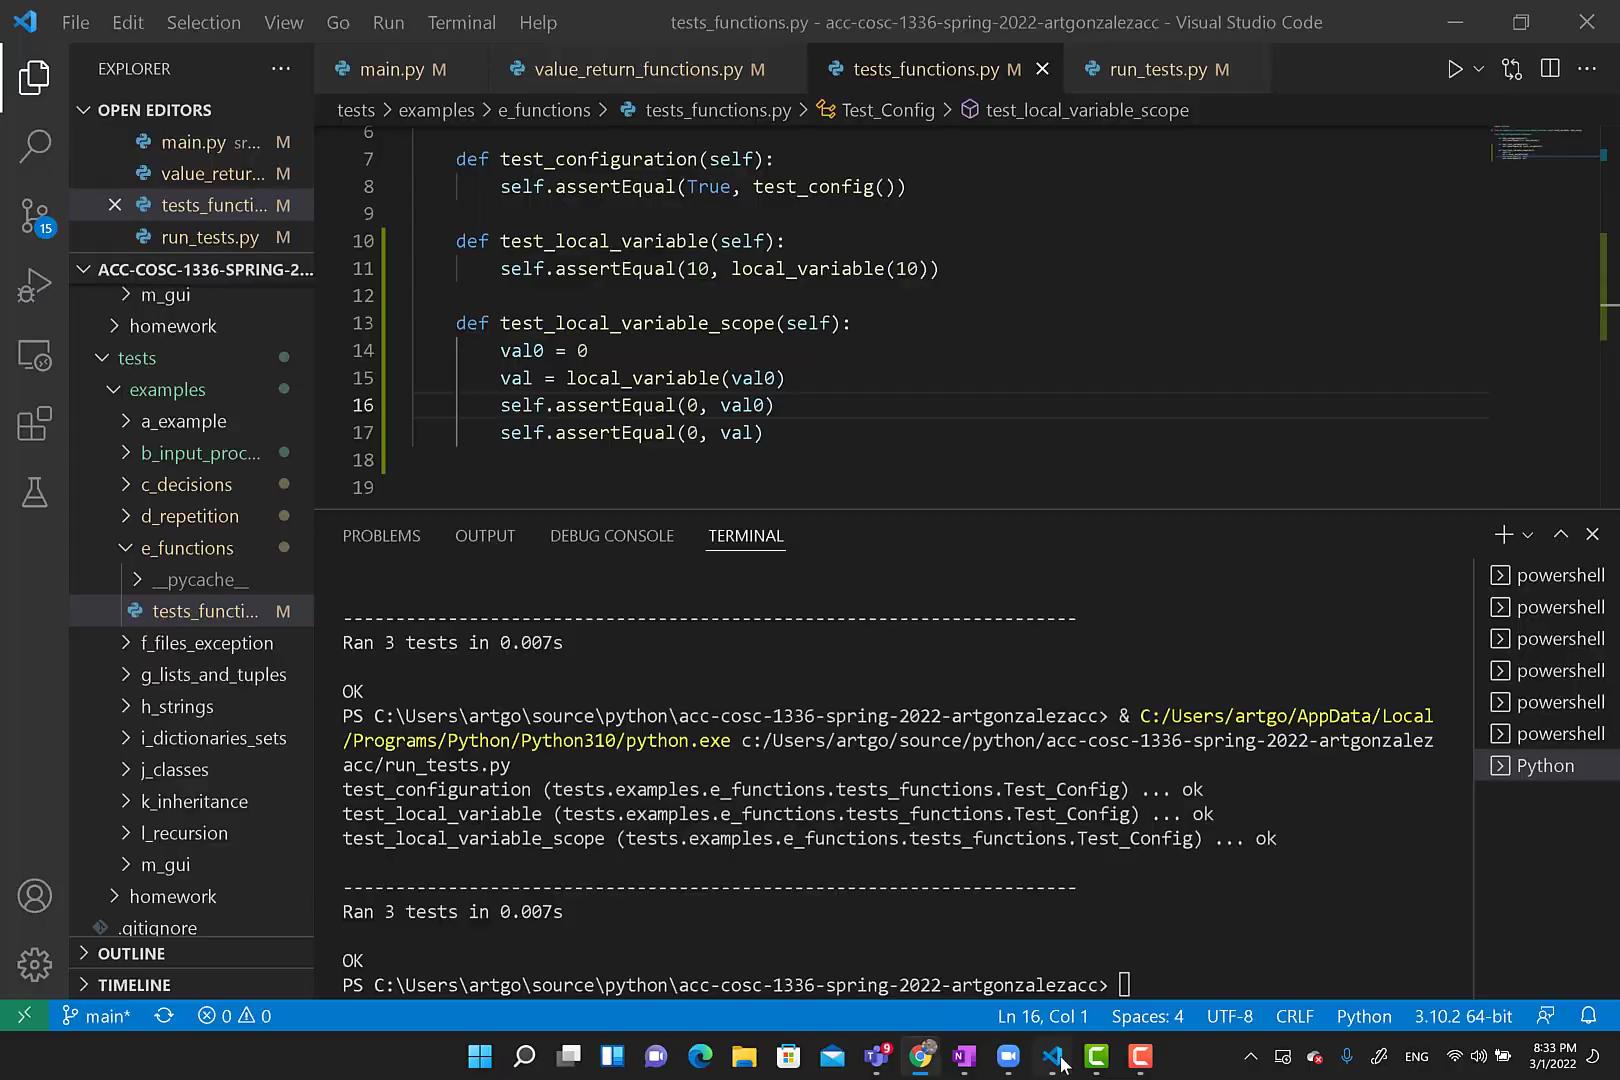 File Edit Selection View Go Run Terminal Help tests_functions.py - acc-cosc-1336-spring-2022-artgonzalezacc - Visual Studio Code
EXPLORER
OPEN EDITORS
main.py sr... M
value_retur... M
tests_functi... M
run_tests.py M
ACC-COSC-1336-SPRING-2...
m_gui
homework
tests
examples
a_example
b_input_proc...
c_decisions
d_repetition
e_functions
__pycache__
tests_functi... M
f_files_exception
g_lists_and_tuples
h_strings
i_dictionaries_sets
j_classes
k_inheritance
l_recursion
m_gui
homework
.gitignore
OUTLINE
TIMELINE
15
main.py M value_return_functions.py M tests_functions.py M run_tests.py M
tests > examples > e_functions > tests_functions.py > Test_Config > test_local_variable_scope
6
7 def test_configuration(self):
8 self.assertEqual(True, test_config())
9
10 def test_local_variable(self):
11 self.assertEqual(10, local_variable(10))
12
13 def test_local_variable_scope(self):
14 val0 = 0
15 val = local_variable(val0)
16 self.assertEqual(0, val0)
17 self.assertEqual(0, val)
18
19
PROBLEMS OUTPUT DEBUG CONSOLE TERMINAL
----------------------------------------------------------------------
Ran 3 tests in 0.007s
OK
PS C:\Users\artgo\source\python\acc-cosc-1336-spring-2022-artgonzalezacc> & C:/Users/artgo/AppData/Local
/Programs/Python/Python310/python.exe c:/Users/artgo/source/python/acc-cosc-1336-spring-2022-artgonzalez
acc/run_tests.py
test_configuration (tests.examples.e_functions.tests_functions.Test_Config) ... ok
test_local_variable (tests.examples.e_functions.tests_functions.Test_Config) ... ok
test_local_variable_scope (tests.examples.e_functions.tests_functions.Test_Config) ... ok
----------------------------------------------------------------------
Ran 3 tests in 0.007s
OK
PS C:\Users\artgo\source\python\acc-cosc-1336-spring-2022-artgonzalezacc>
powershell
powershell
powershell
powershell
powershell
powershell
Python
main* 0 0 Ln 16, Col 1 Spaces: 4 UTF-8 CRLF Python 3.10.2 64-bit
9 ENG 8:33 PM
3/1/2022